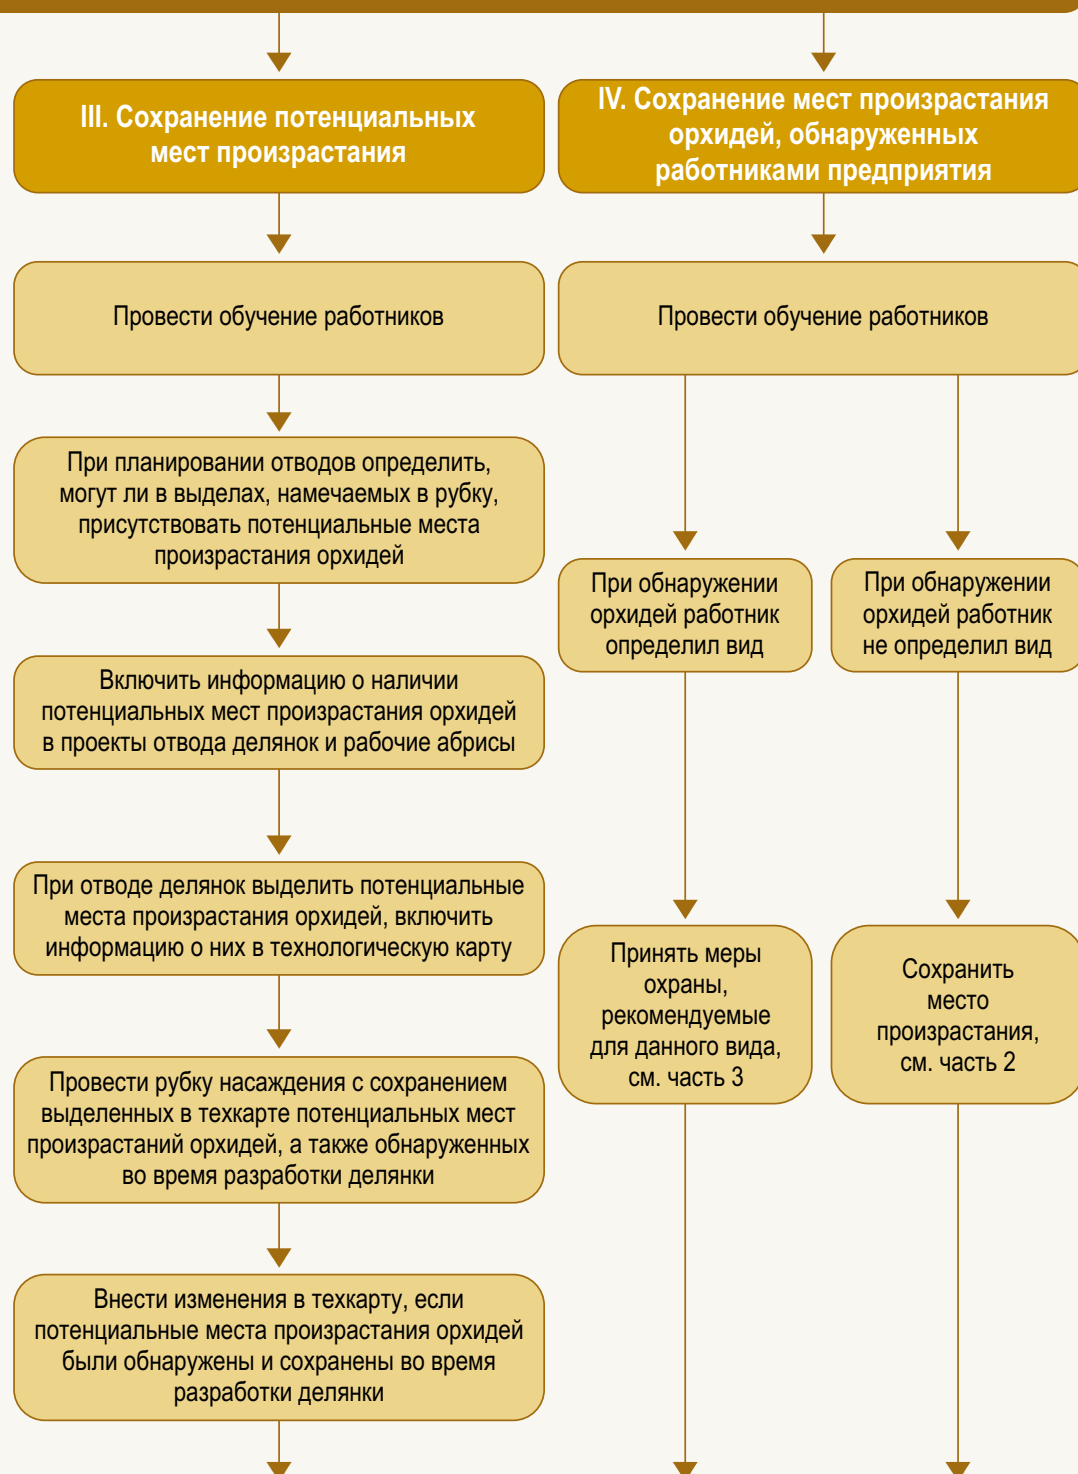 III. Сохранение потенциальных
мест произрастания
Провести обучение работников
При планировании отводов определить,
могут ли в выделах, намечаемых в рубку,
присутствовать потенциальные места
произрастания орхидей
Включить информацию о наличии
потенциальных мест произрастания орхидей
в проекты отвода делянок и рабочие абрисы
При отводе делянок выделить потенциальные
места произрастания орхидей, включить
информацию о них в технологическую карту
Провести рубку насаждения с сохранением
выделенных в техкарте потенциальных мест
произрастаний орхидей, а также обнаруженных
во время разработки делянки
Внести изменения в техкарту, если
потенциальные места произрастания орхидей
были обнаружены и сохранены во время
разработки делянки
IV. Сохранение мест произрастания
орхидей, обнаруженных
работниками предприятия
Провести обучение работников
При обнаружении
орхидей работник
определил вид
Принять меры
охраны,
рекомендуемые
для данного вида,
см. часть 3
При обнаружении
орхидей работник
не определил вид
Сохранить
место
произрастания,
см. часть 2